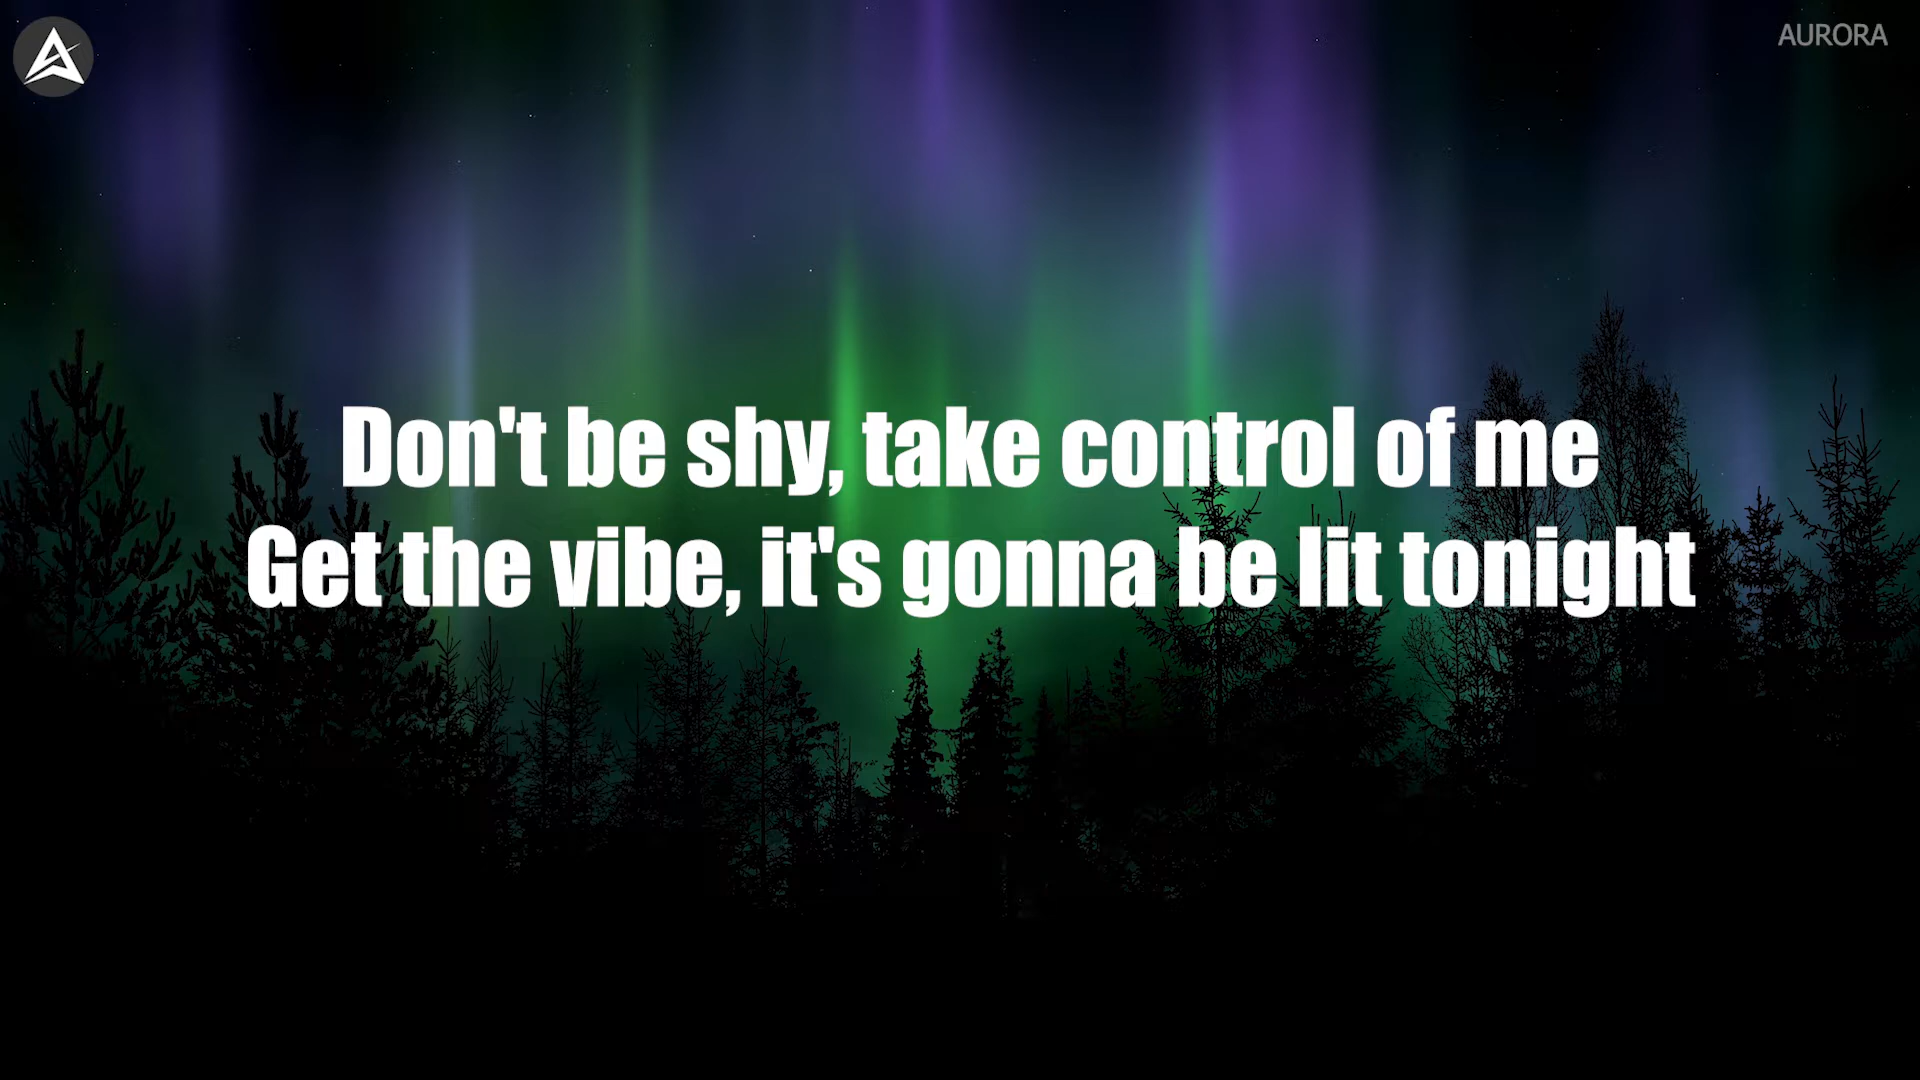 AURORA
Don't be shy, take control of me
Get the vibe, it's gonna be lit tonight